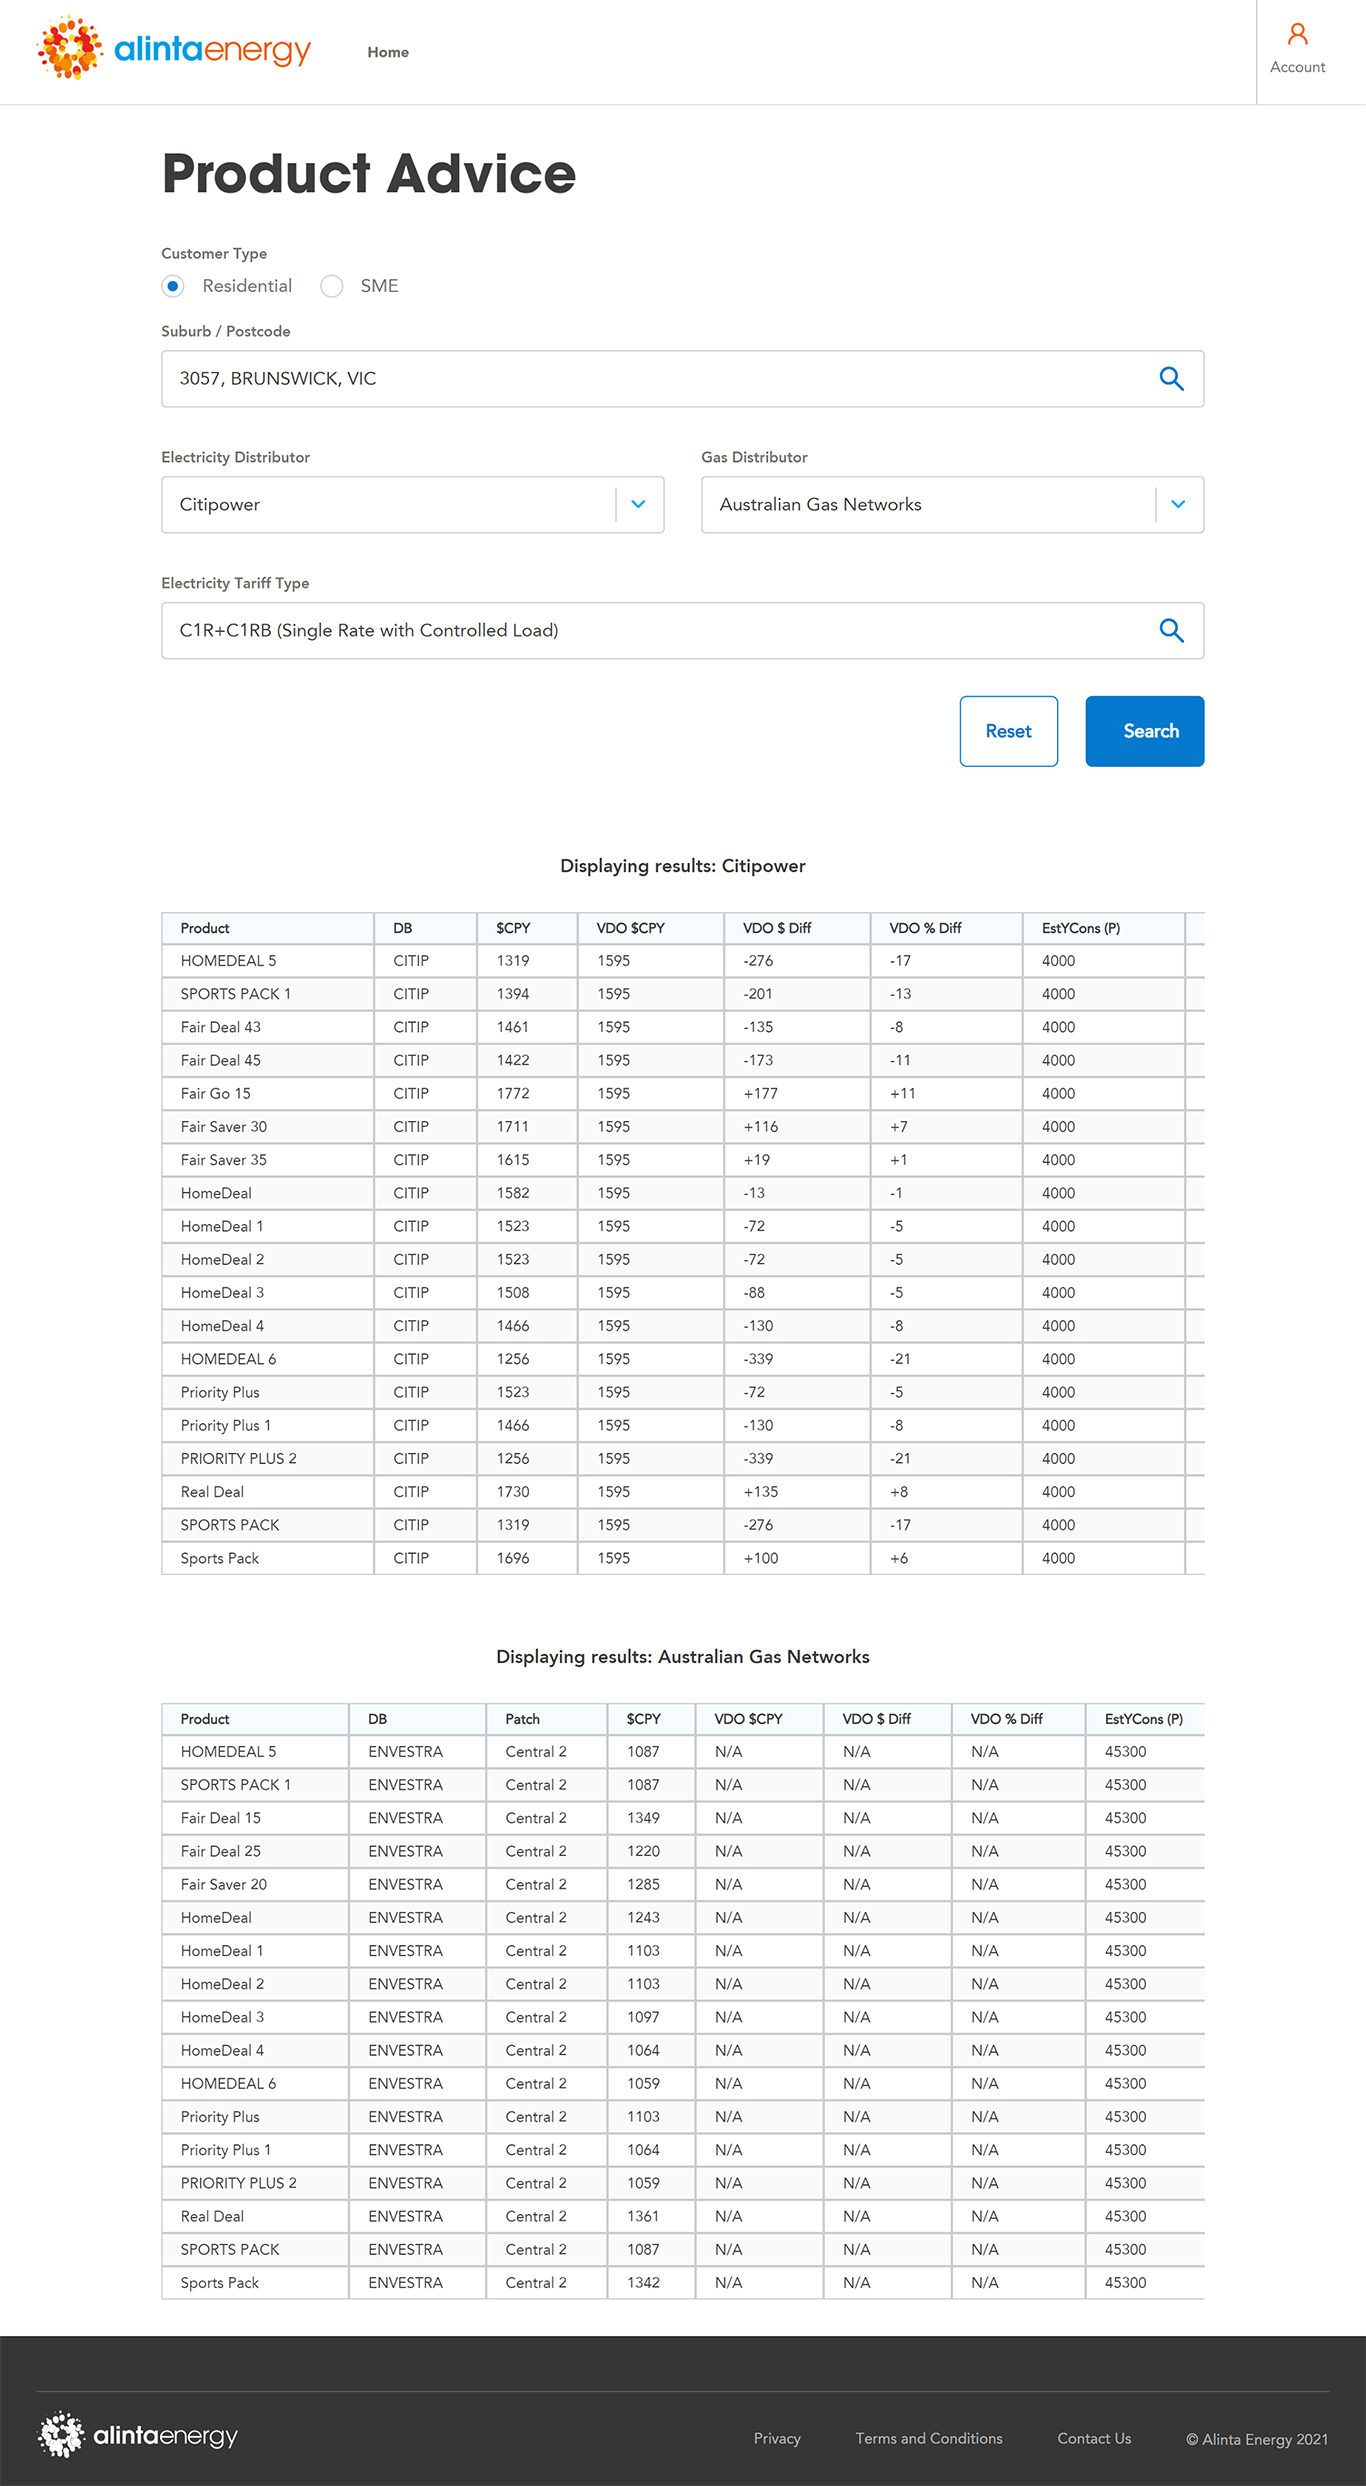 alintaenergy Home Account
Product Advice
Customer Type
Residential SME
Suburb / Postcode
3057, BRUNSWICK, VIC
Electricity Distributor Gas Distributor
Citipower Australian Gas Networks
Electricity Tariff Type
C1R+C1RB (Single Rate with Controlled Load)
Reset Search
Displaying results: Citipower
Product DB $CPY VDO $CPY VDO $ Diff VDO % Diff EstYCons (P)
HOMEDEAL 5 CITIP 1319 1595 -276 -17 4000
SPORTS PACK 1 CITIP 1394 1595 -201 -13 4000
Fair Deal 43 CITIP 1461 1595 -135 -8 4000
Fair Deal 45 CITIP 1422 1595 -173 -11 4000
Fair Go 15 CITIP 1772 1595 +177 +11 4000
Fair Saver 30 CITIP 1711 1595 +116 +7 4000
Fair Saver 35 CITIP 1615 1595 +19 +1 4000
HomeDeal CITIP 1582 1595 -13 -1 4000
HomeDeal 1 CITIP 1523 1595 -72 -5 4000
HomeDeal 2 CITIP 1523 1595 -72 -5 4000
HomeDeal 3 CITIP 1508 1595 -88 -5 4000
HomeDeal 4 CITIP 1466 1595 -130 -8 4000
HOMEDEAL 6 CITIP 1256 1595 -339 -21 4000
Priority Plus CITIP 1523 1595 -72 -5 4000
Priority Plus 1 CITIP 1466 1595 -130 -8 4000
PRIORITY PLUS 2 CITIP 1256 1595 -339 -21 4000
Real Deal CITIP 1730 1595 +135 +8 4000
SPORTS PACK CITIP 1319 1595 -276 -17 4000
Sports Pack CITIP 1696 1595 +100 +6 4000
Displaying results: Australian Gas Networks
Product DB Patch $CPY VDO $CPY VDO $ Diff VDO % Diff EstYCons (P)
HOMEDEAL 5 ENVESTRA Central 2 1087 N/A N/A N/A 45300
SPORTS PACK 1 ENVESTRA Central 2 1087 N/A N/A N/A 45300
Fair Deal 15 ENVESTRA Central 2 1349 N/A N/A N/A 45300
Fair Deal 25 ENVESTRA Central 2 1220 N/A N/A N/A 45300
Fair Saver 20 ENVESTRA Central 2 1285 N/A N/A N/A 45300
HomeDeal ENVESTRA Central 2 1243 N/A N/A N/A 45300
HomeDeal 1 ENVESTRA Central 2 1103 N/A N/A N/A 45300
HomeDeal 2 ENVESTRA Central 2 1103 N/A N/A N/A 45300
HomeDeal 3 ENVESTRA Central 2 1097 N/A N/A N/A 45300
HomeDeal 4 ENVESTRA Central 2 1064 N/A N/A N/A 45300
HOMEDEAL 6 ENVESTRA Central 2 1059 N/A N/A N/A 45300
Priority Plus ENVESTRA Central 2 1103 N/A N/A N/A 45300
Priority Plus 1 ENVESTRA Central 2 1064 N/A N/A N/A 45300
PRIORITY PLUS 2 ENVESTRA Central 2 1059 N/A N/A N/A 45300
Real Deal ENVESTRA Central 2 1361 N/A N/A N/A 45300
SPORTS PACK ENVESTRA Central 2 1087 N/A N/A N/A 45300
Sports Pack ENVESTRA Central 2 1342 N/A N/A N/A 45300
alintaenergy Privacy Terms and Conditions Contact Us © Alinta Energy 2021